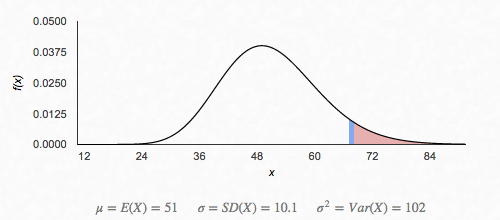 0.0500
0.0375
0.0250
0.0125
0.0000
f(x)
12 24 36 48 60 72 84
x
μ = E(X) = 51 σ = SD(X) = 10.1 σ² = Var(X) = 102